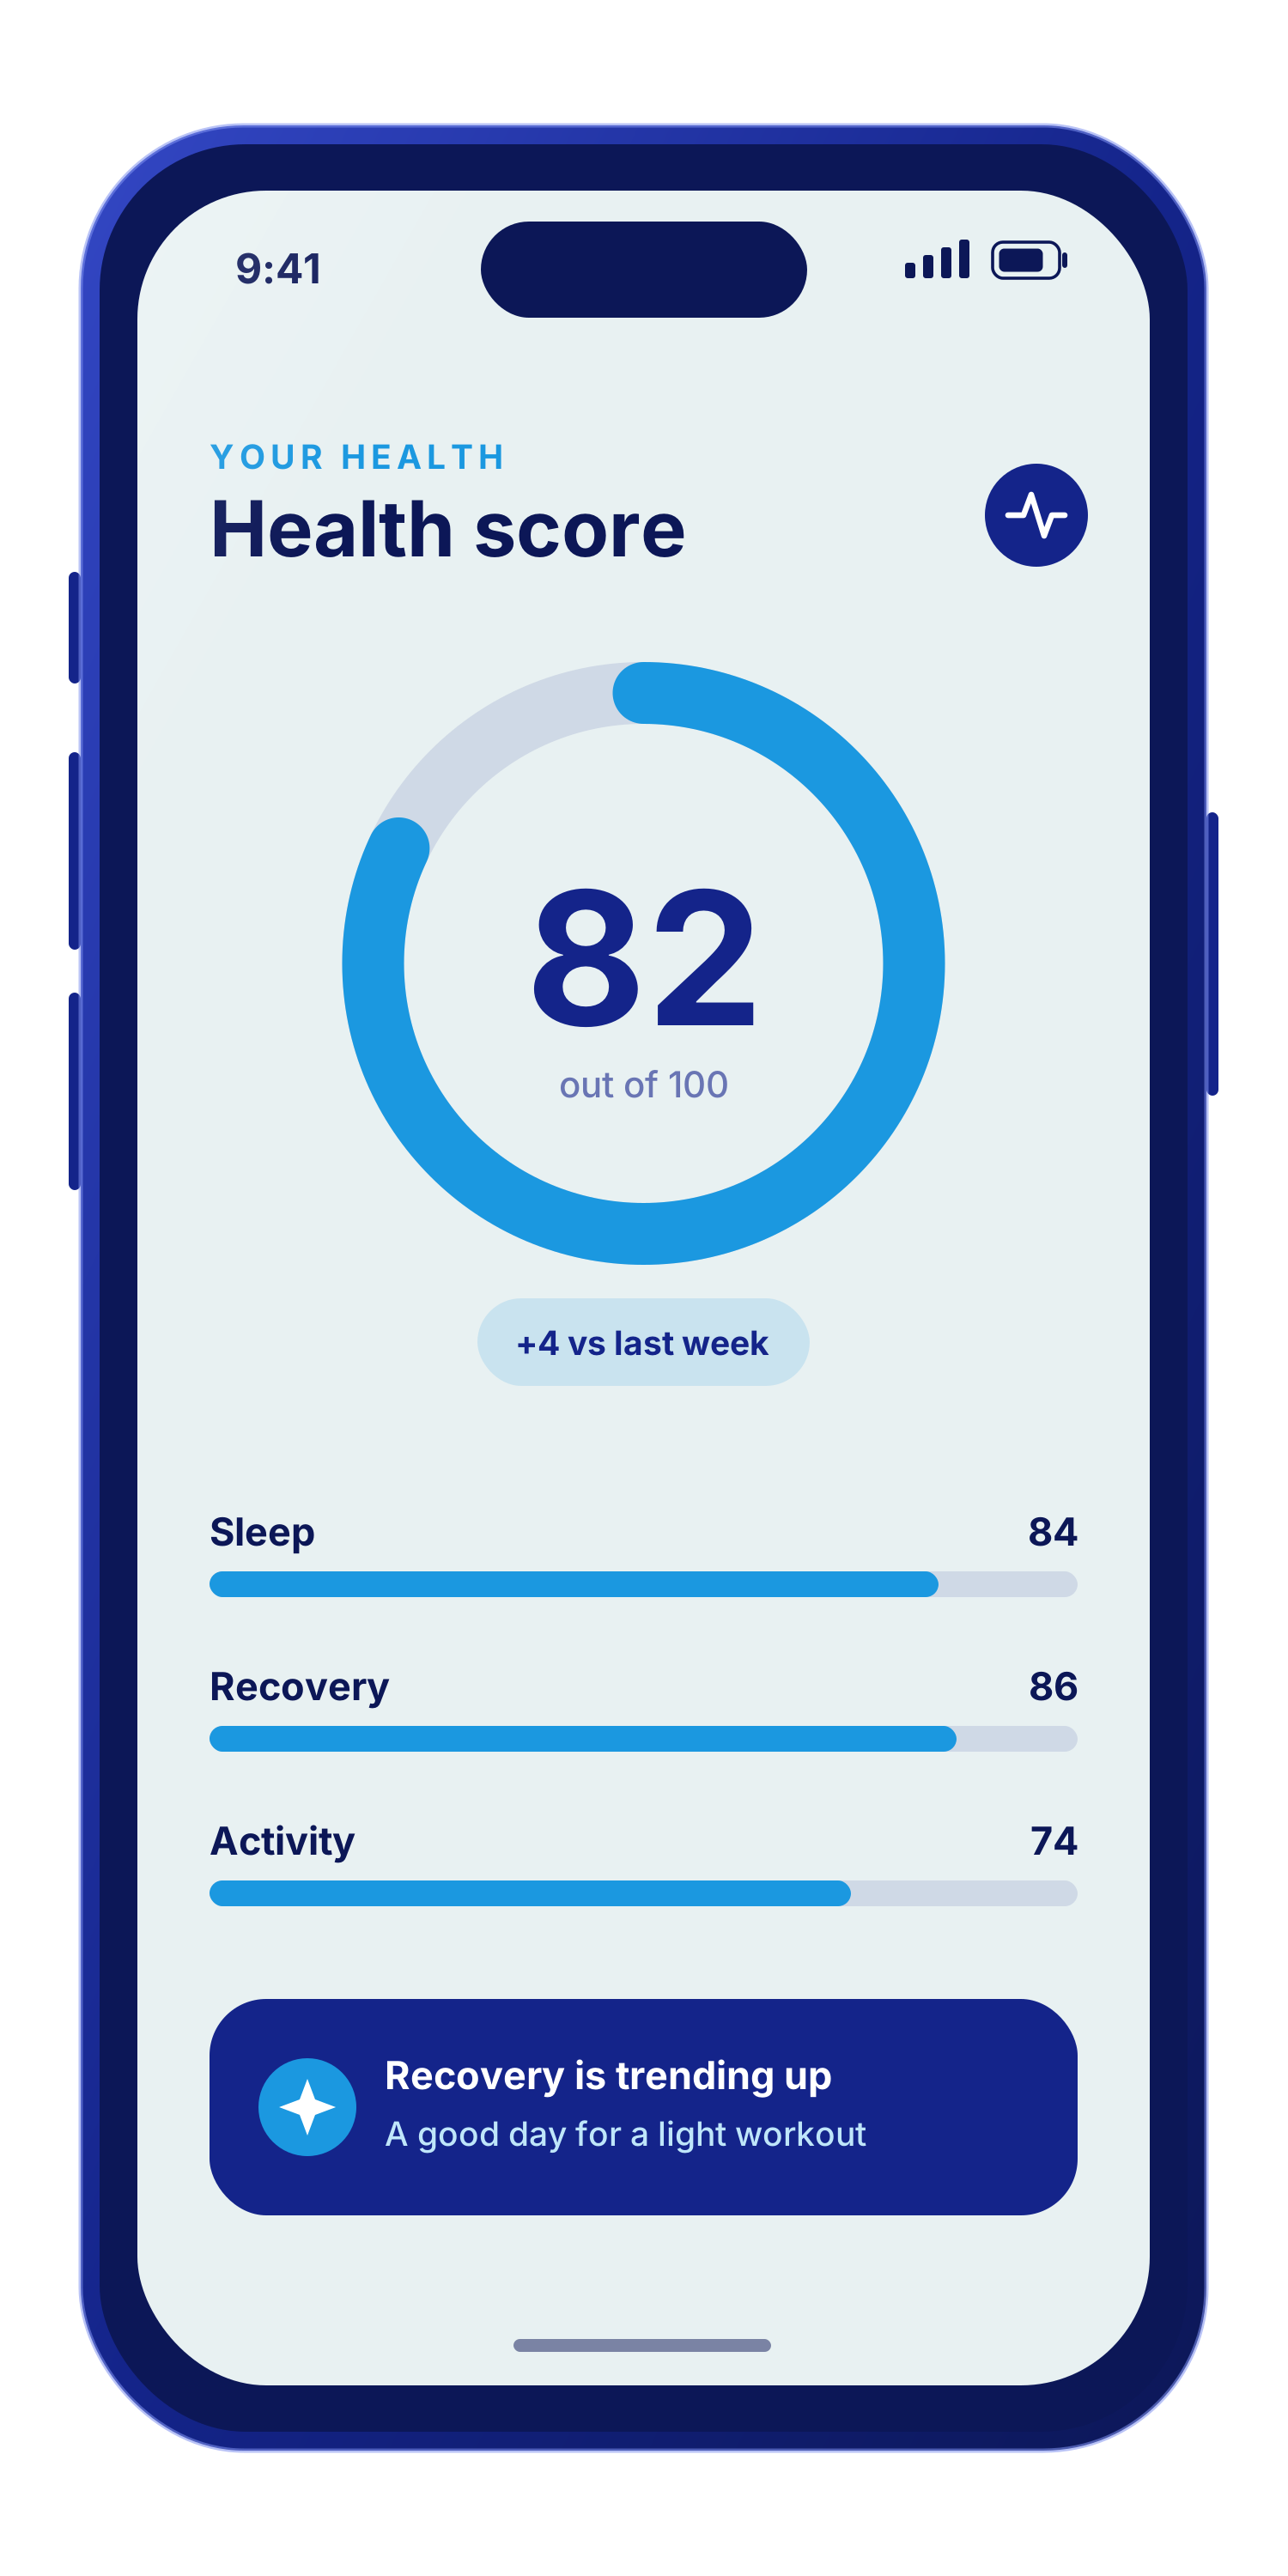 9:41
YOUR HEALTH
Health score
82
out of 100
+4 vs last week
Sleep 84
Recovery 86
Activity 74
Recovery is trending up
A good day for a light workout